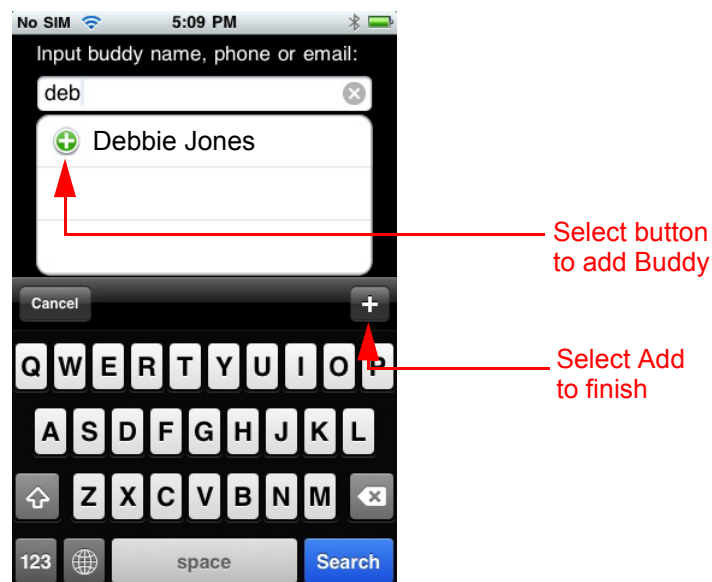 No SIM 5:09 PM
Input buddy name, phone or email:
deb
Debbie Jones
Select button
to add Buddy
Cancel +
Select Add
to finish
Q W E R T Y U I O P
A S D F G H J K L
Z X C V B N M
123 space Search